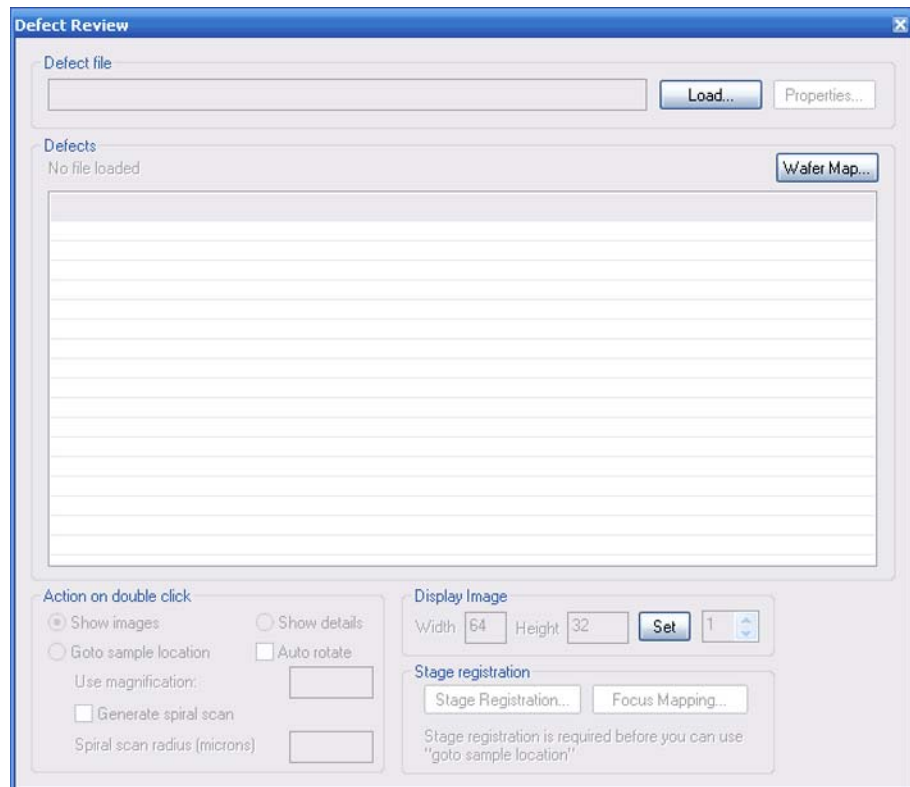 Defect Review
Defect file
Load... Properties...
Defects
No file loaded
Wafer Map...
Action on double click
Show images Show details
Goto sample location Auto rotate
Use magnification:
Generate spiral scan
Spiral scan radius (microns)
Display Image
Width 64 Height 32 Set 1
Stage registration
Stage Registration... Focus Mapping...
Stage registration is required before you can use
"goto sample location"